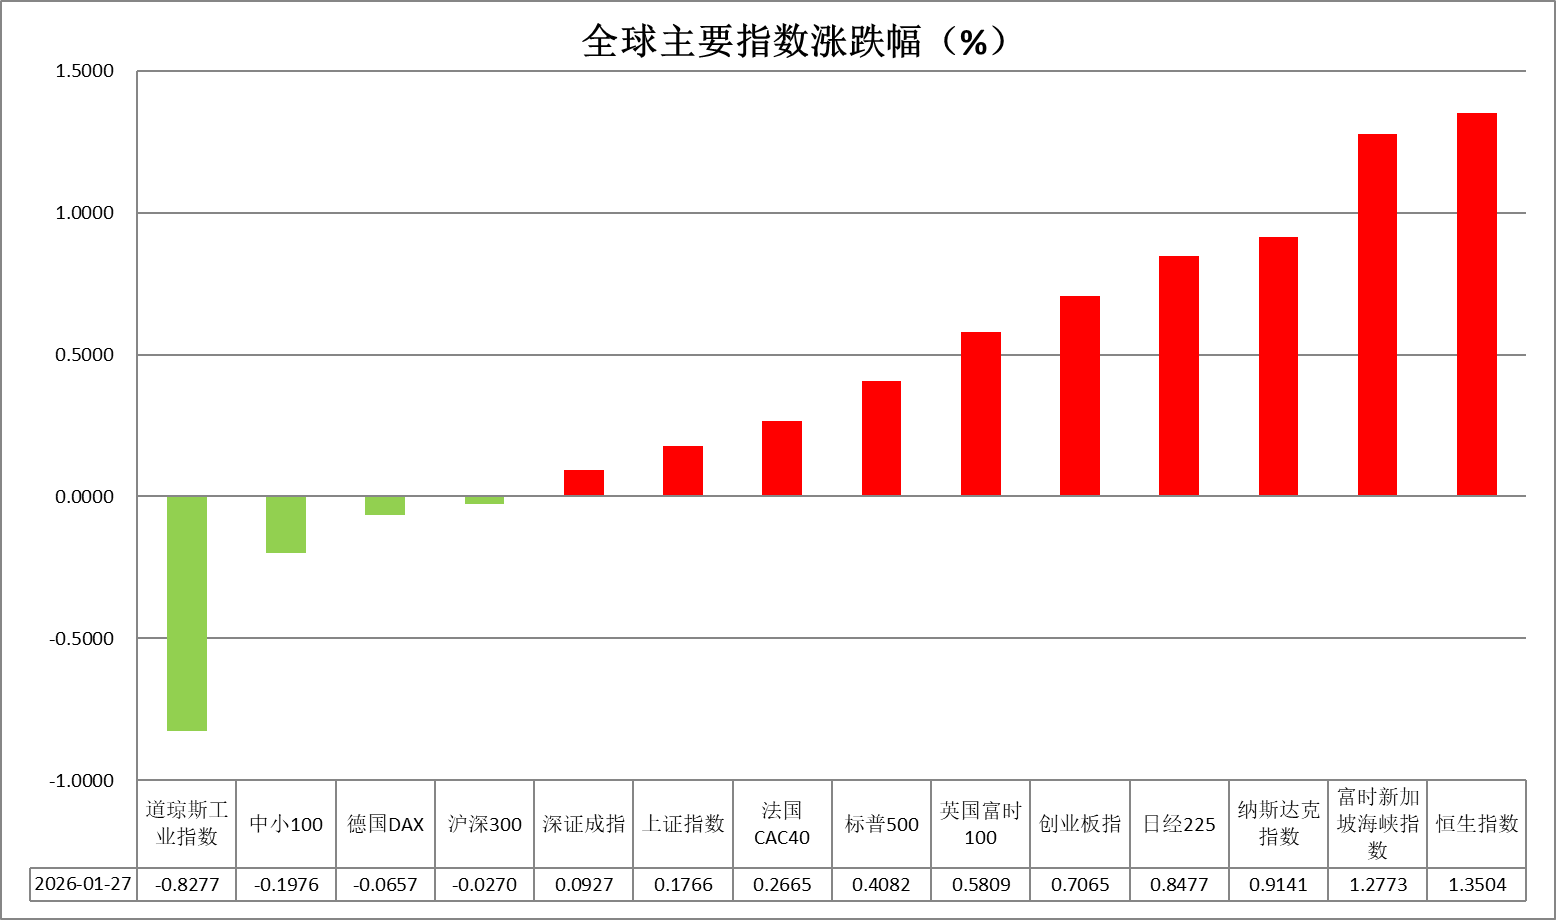 全球主要指数涨跌幅（%）
1.5000
1.0000
0.5000
0.0000
-0.5000
-1.0000
道琼斯工
业指数
中小100
德国DAX
沪深300
深证成指
上证指数
法国
CAC40
标普500
英国富时
100
创业板指
日经225
纳斯达克
指数
富时新加
坡海峡指
数
恒生指数
2026-01-27 -0.8277 -0.1976 -0.0657 -0.0270 0.0927 0.1766 0.2665 0.4082 0.5809 0.7065 0.8477 0.9141 1.2773 1.3504